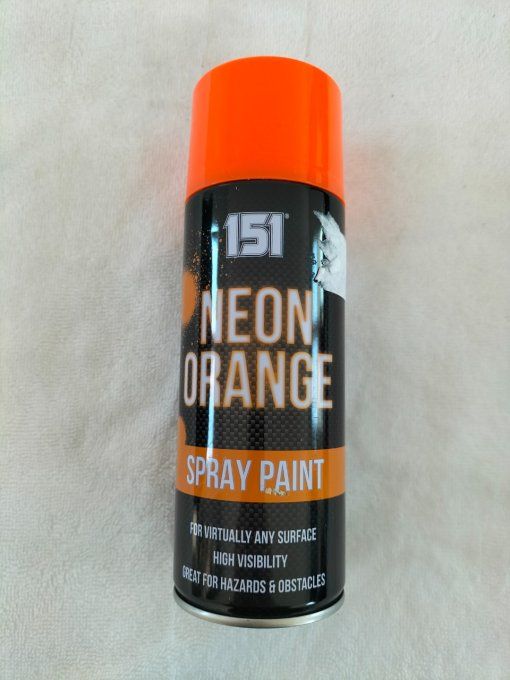 151®
NEON
ORANGE
SPRAY PAINT
FOR VIRTUALLY ANY SURFACE
HIGH VISIBILITY
GREAT FOR HAZARDS & OBSTACLES